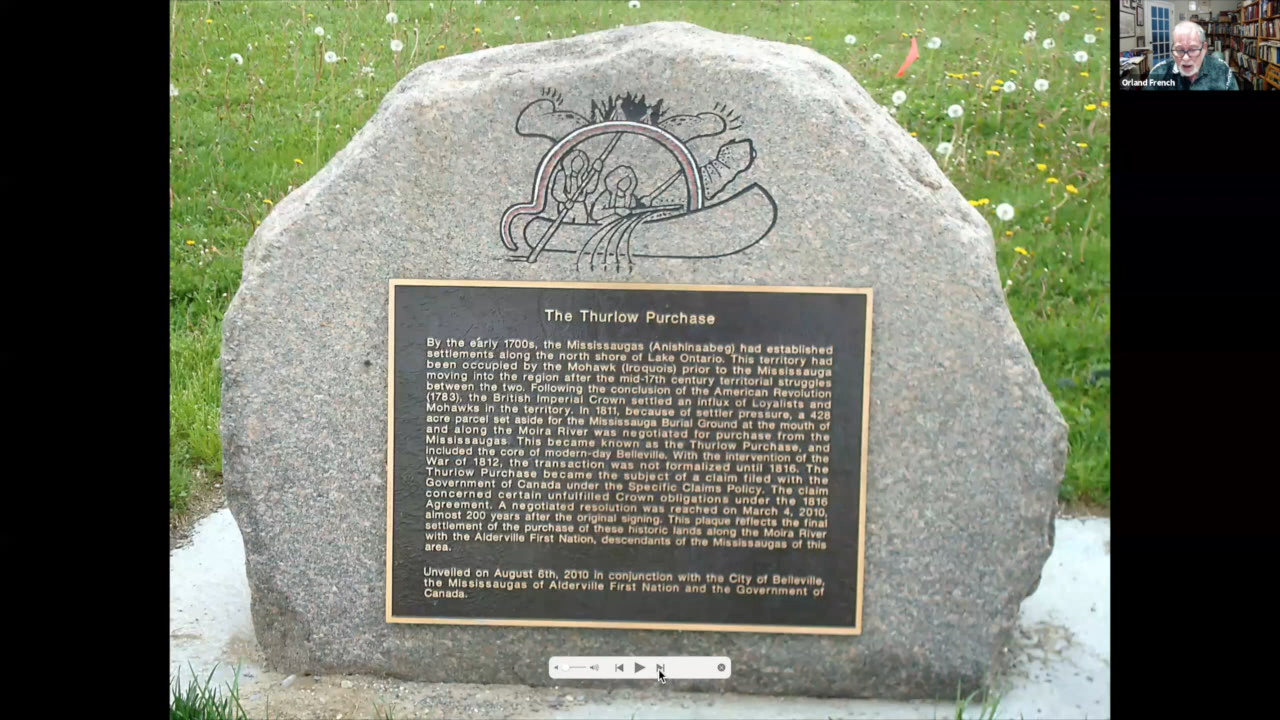 Orland French
The Thurlow Purchase
By the early 1700s, the Mississaugas (Anishinaabeg) had established
settlements along the north shore of Lake Ontario. This territory had
been occupied by the Mohawk (Iroquois) prior to the Mississauga
moving into the region after the mid-17th century territorial struggles
between the two. Following the conclusion of the American Revolution
(1783), the British Imperial Crown settled an influx of Loyalists and
Mohawks in the territory. In 1811, because of settler pressure, a 428
acre parcel set aside for the Mississauga Burial Ground at the mouth of
and along the Moira River was negotiated for purchase from the
Mississaugas. This became known as the Thurlow Purchase, and
included the core of modern-day Belleville. With the intervention of the
War of 1812, the transaction was not formalized until 1816. The
Thurlow Purchase became the subject of a claim filed with the
Government of Canada under the Specific Claims Policy. The claim
concerned certain unfulfilled Crown obligations under the 1816
Agreement. A negotiated resolution was reached on March 4, 2010,
almost 200 years after the original signing. This plaque reflects the final
settlement of the purchase of these historic lands along the Moira River
with the Alderville First Nation, descendants of the Mississaugas of this
area.
Unveiled on August 6th, 2010 in conjunction with the City of Belleville,
the Mississaugas of Alderville First Nation and the Government of
Canada.